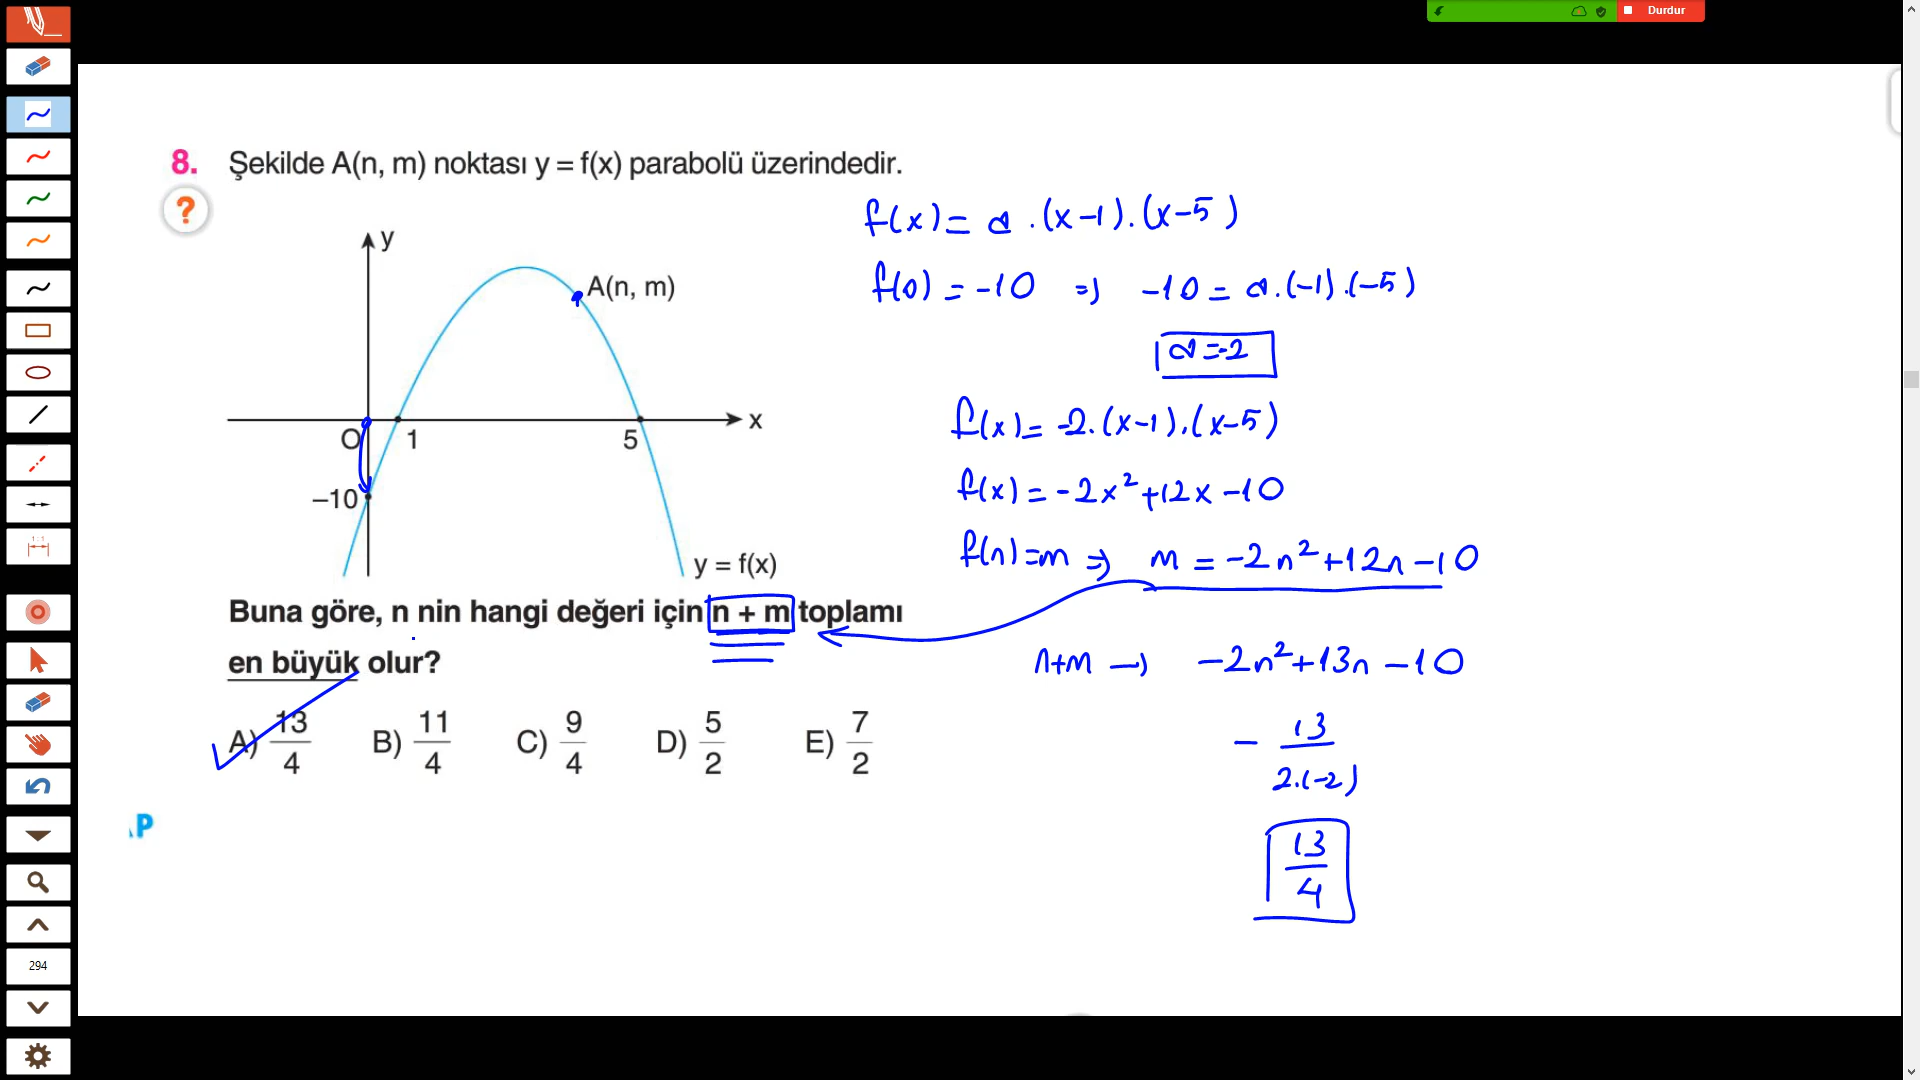 Durdur
8. Şekilde A(n, m) noktası y = f(x) parabolü üzerindedir.
?
f(x) = a.(x-1).(x-5)
y
A(n, m)
f(0) = -10 ⇒ -10 = a.(-1).(-5)
a=-2
x
O 1 5
f(x) = -2.(x-1).(x-5)
–10
f(x) = -2x²+12x-10
y = f(x)
f(n)=m ⇒ m = -2n²+12n-10
Buna göre, n nin hangi değeri için n + m toplamı
en büyük olur?
n+m → -2n²+13n-10
A) 13/4 B) 11/4 C) 9/4 D) 5/2 E) 7/2
- 13/2.(-2)
13/4
P
1:1
294